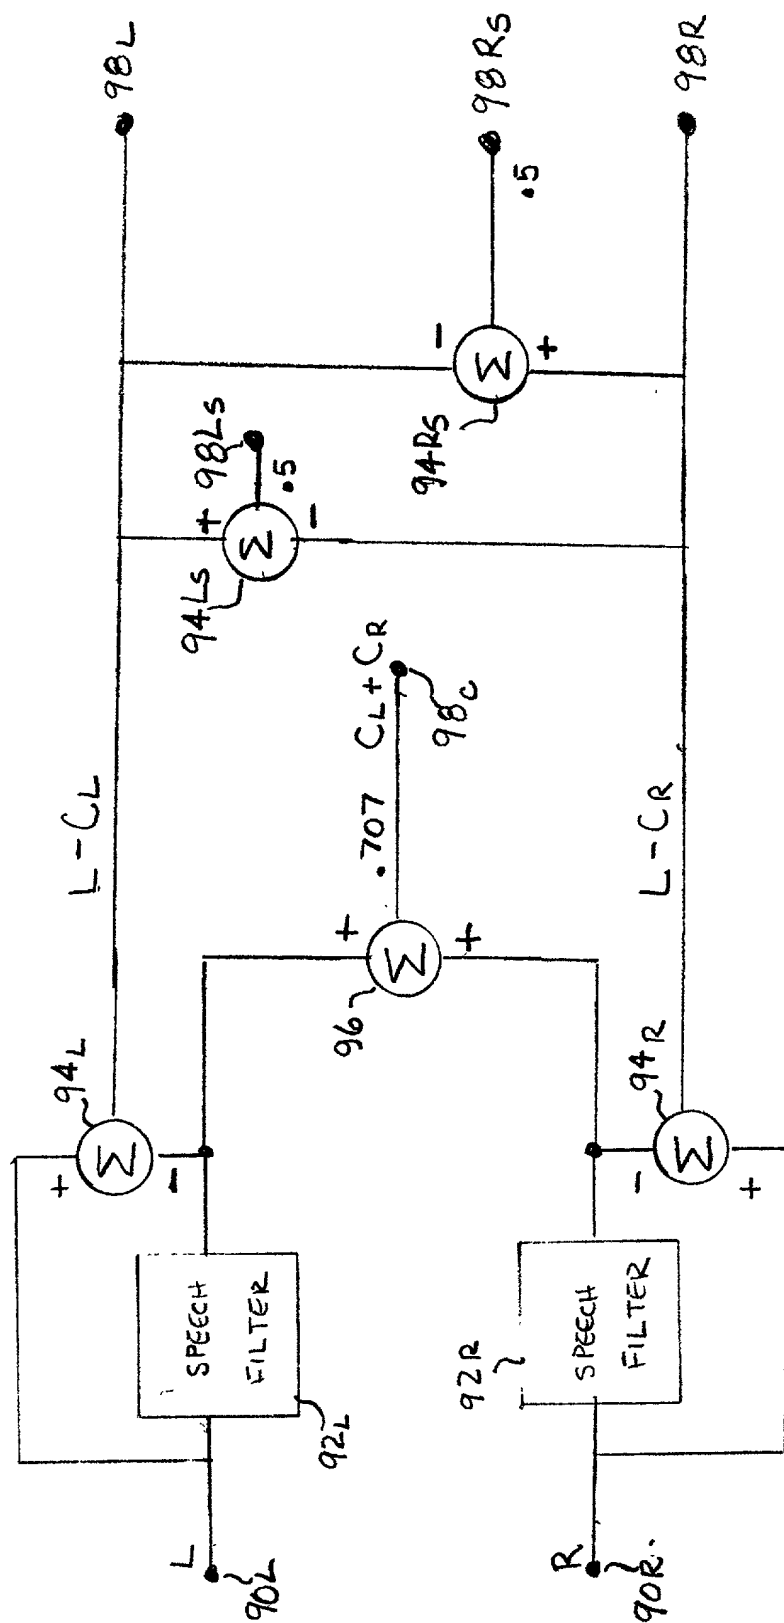 L
90L
SPEECH
FILTER
92L
+
-
94L
L-CL
98L
+
-
94Ls
98Ls
.5
+
+
96
.707 CL+CR
98c
-
+
94Rs
98Rs
.5
R
90R.
92R
SPEECH
FILTER
-
+
94R
L-CR
98R
Σ
Σ
Σ
Σ
Σ